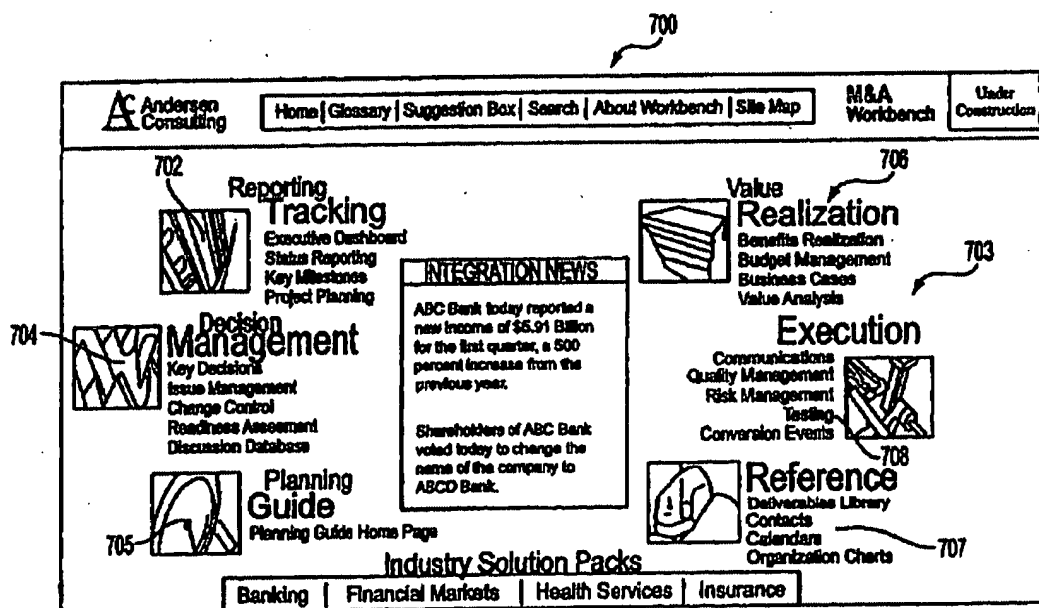 700
Andersen
Consulting
Home | Glossary | Suggestion Box | Search | About Workbench | Site Map
M&A
Workbench
Under
Construction
702
Reporting
Tracking
Executive Dashboard
Status Reporting
Key Milestones
Project Planning
704
Decision
Management
Key Decisions
Issue Management
Change Control
Readiness Assesment
Discussion Database
705
Planning
Guide
Planning Guide Home Page
INTEGRATION NEWS
ABC Bank today reported a
new income of $5.91 Billion
for the first quarter, a 500
percent increase from the
previous year.
Shareholders of ABC Bank
voted today to change the
name of the company to
ABCD Bank.
706
Value
Realization
Benefits Realization
Budget Management
Business Cases
Value Analysis
703
Execution
Communications
Quality Management
Risk Management
Testing
Conversion Events
708
Reference
Deliverables Library
Contacts
Calendars
Organization Charts
707
Industry Solution Packs
Banking | Financial Markets | Health Services | Insurance